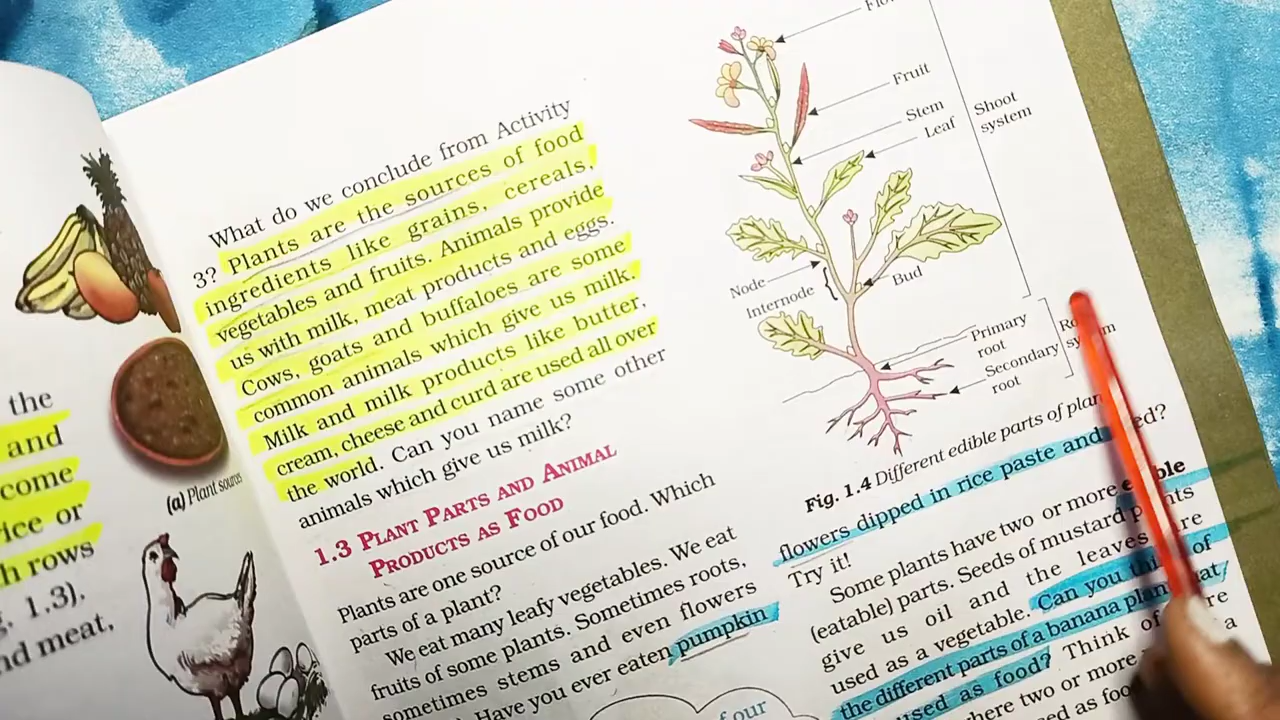 the
and
come
rice or
h rows
. 1.3).
nd meat,
(a) Plant
What do we conclude from Activity
3? Plants are the sources of food
ingredients like grains, cereals,
vegetables and fruits. Animals provide
us with milk, meat products and eggs.
Cows, goats and buffaloes are some
common animals which give us milk.
Milk and milk products like butter,
cream, cheese and curd are used all over
the world. Can you name some other
animals which give us milk?
1.3 PLANT PARTS AND ANIMAL
PRODUCTS AS FOOD
Plants are one source of our food. Which
parts of a plant?
We eat many leafy vegetables. We eat
fruits of some plants. Sometimes roots,
sometimes stems and even flowers
Have you ever eaten pumpkin
of our
Fruit
Stem
Leaf
Shoot
system
Node
Internode
Bud
Primary
root
Secondary
root
Fig. 1.4 Different edible parts of
flowers dipped in rice paste and
Try it!
Some plants have two or more
(eatable) parts. Seeds of mustard
give us oil and the leaves are
used as a vegetable. Can you of
the different parts of a banana
used as food? Think of
where two or more